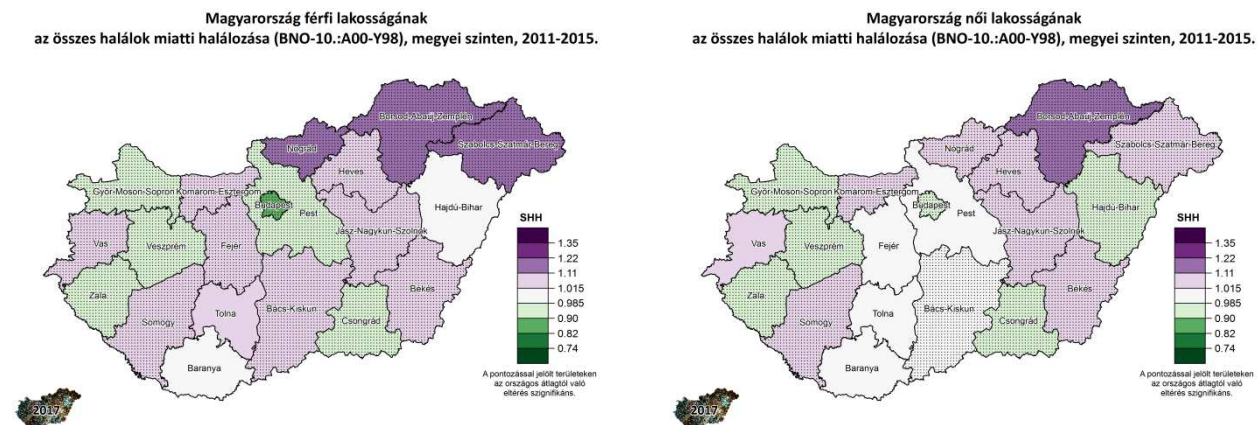 Magyarország férfi lakosságának
az összes halálok miatti halálozása (BNO-10.:A00-Y98), megyei szinten, 2011-2015.
Borsod-Abaúj-Zemplén
Szabolcs-Szatmár-Bereg
Nográd
Heves
Győr-Moson-Sopron
Komárom-Esztergom
Budapest
Pest
Hajdú-Bihar
Jász-Nagykun-Szolnok
Vas
Veszprém
Fejér
Zala
Somogy
Tolna
Bács-Kiskun
Békés
Csongrád
Baranya
SHH
1.35
1.22
1.11
1.015
0.985
0.90
0.82
0.74
A pontozással jelölt területeken
az országos átlagtól való
eltérés szignifikáns.
2017
Magyarország női lakosságának
az összes halálok miatti halálozása (BNO-10.:A00-Y98), megyei szinten, 2011-2015.
Borsod-Abaúj-Zemplén
Szabolcs-Szatmár-Bereg
Nográd
Heves
Győr-Moson-Sopron
Komárom-Esztergom
Budapest
Pest
Hajdú-Bihar
Jász-Nagykun-Szolnok
Vas
Veszprém
Fejér
Zala
Somogy
Tolna
Bács-Kiskun
Békés
Csongrád
Baranya
SHH
1.35
1.22
1.11
1.015
0.985
0.90
0.82
0.74
A pontozással jelölt területeken
az országos átlagtól való
eltérés szignifikáns.
2017